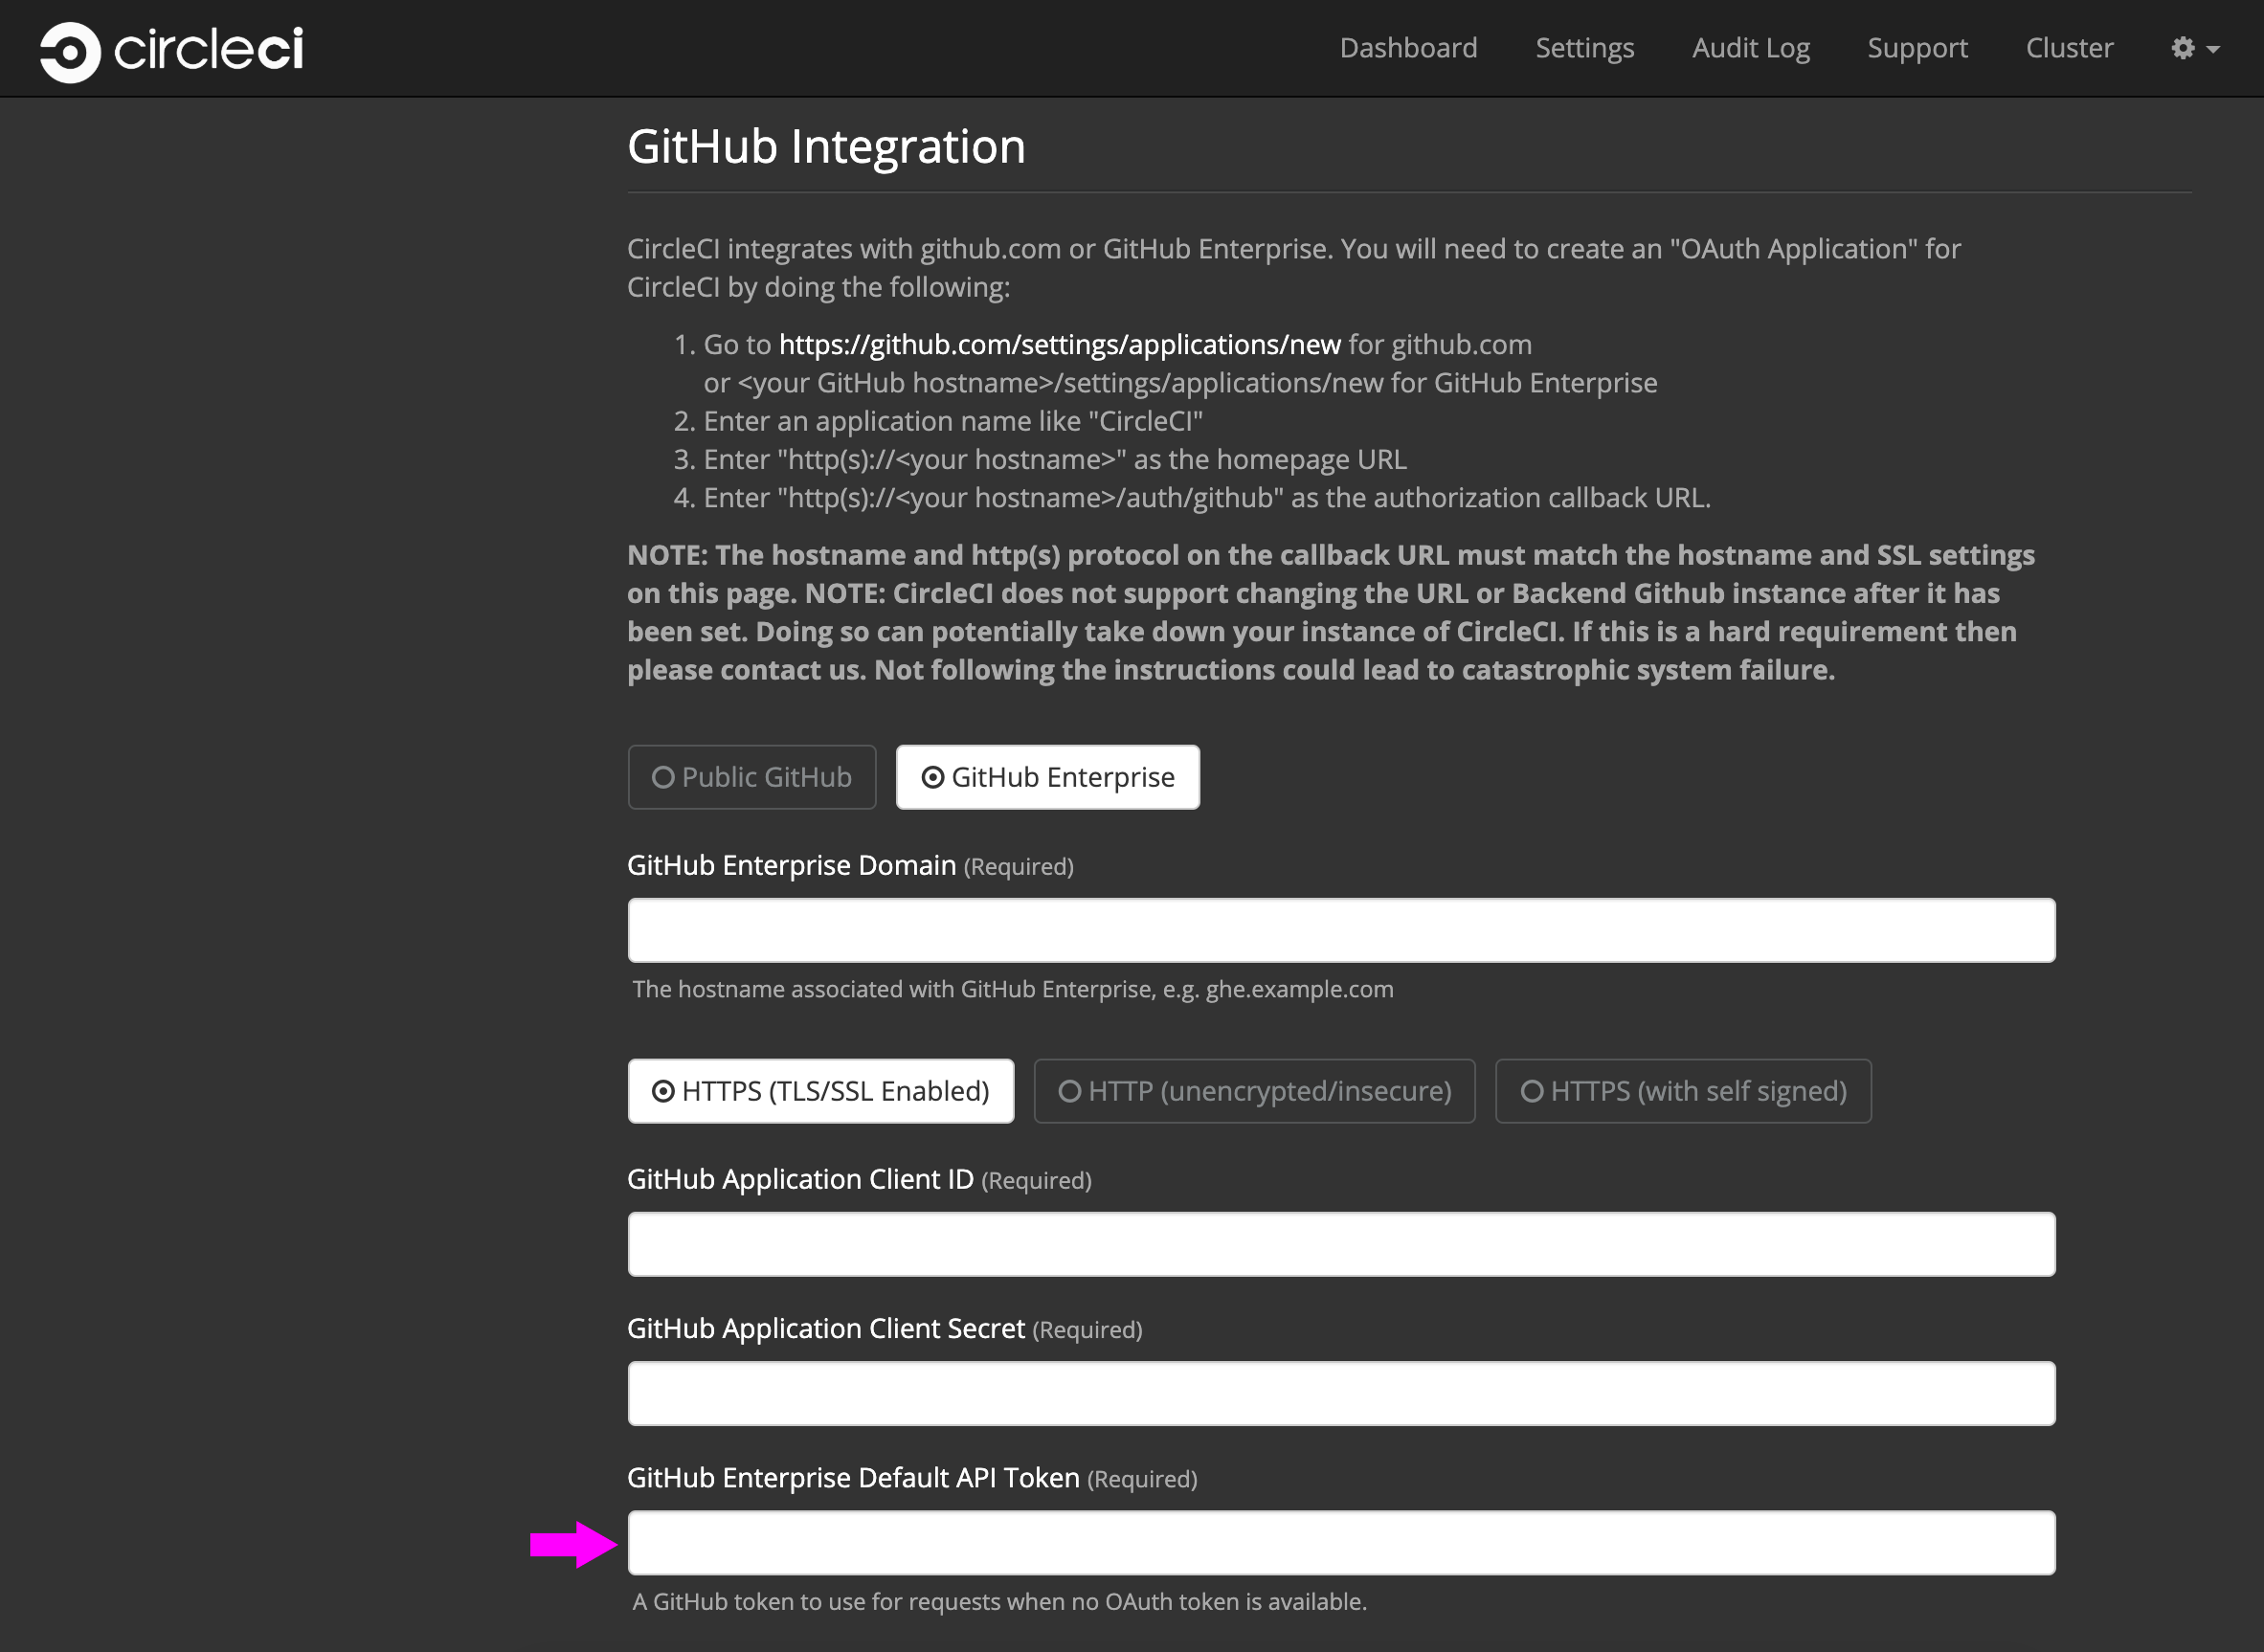 circleci
Dashboard Settings Audit Log Support Cluster
GitHub Integration
CircleCI integrates with github.com or GitHub Enterprise. You will need to create an "OAuth Application" for
CircleCI by doing the following:
1. Go to https://github.com/settings/applications/new for github.com
or <your GitHub hostname>/settings/applications/new for GitHub Enterprise
2. Enter an application name like "CircleCI"
3. Enter "http(s)://<your hostname>" as the homepage URL
4. Enter "http(s)://<your hostname>/auth/github" as the authorization callback URL.
NOTE: The hostname and http(s) protocol on the callback URL must match the hostname and SSL settings
on this page. NOTE: CircleCI does not support changing the URL or Backend Github instance after it has
been set. Doing so can potentially take down your instance of CircleCI. If this is a hard requirement then
please contact us. Not following the instructions could lead to catastrophic system failure.
Public GitHub GitHub Enterprise
GitHub Enterprise Domain (Required)
The hostname associated with GitHub Enterprise, e.g. ghe.example.com
HTTPS (TLS/SSL Enabled) HTTP (unencrypted/insecure) HTTPS (with self signed)
GitHub Application Client ID (Required)
GitHub Application Client Secret (Required)
GitHub Enterprise Default API Token (Required)
A GitHub token to use for requests when no OAuth token is available.